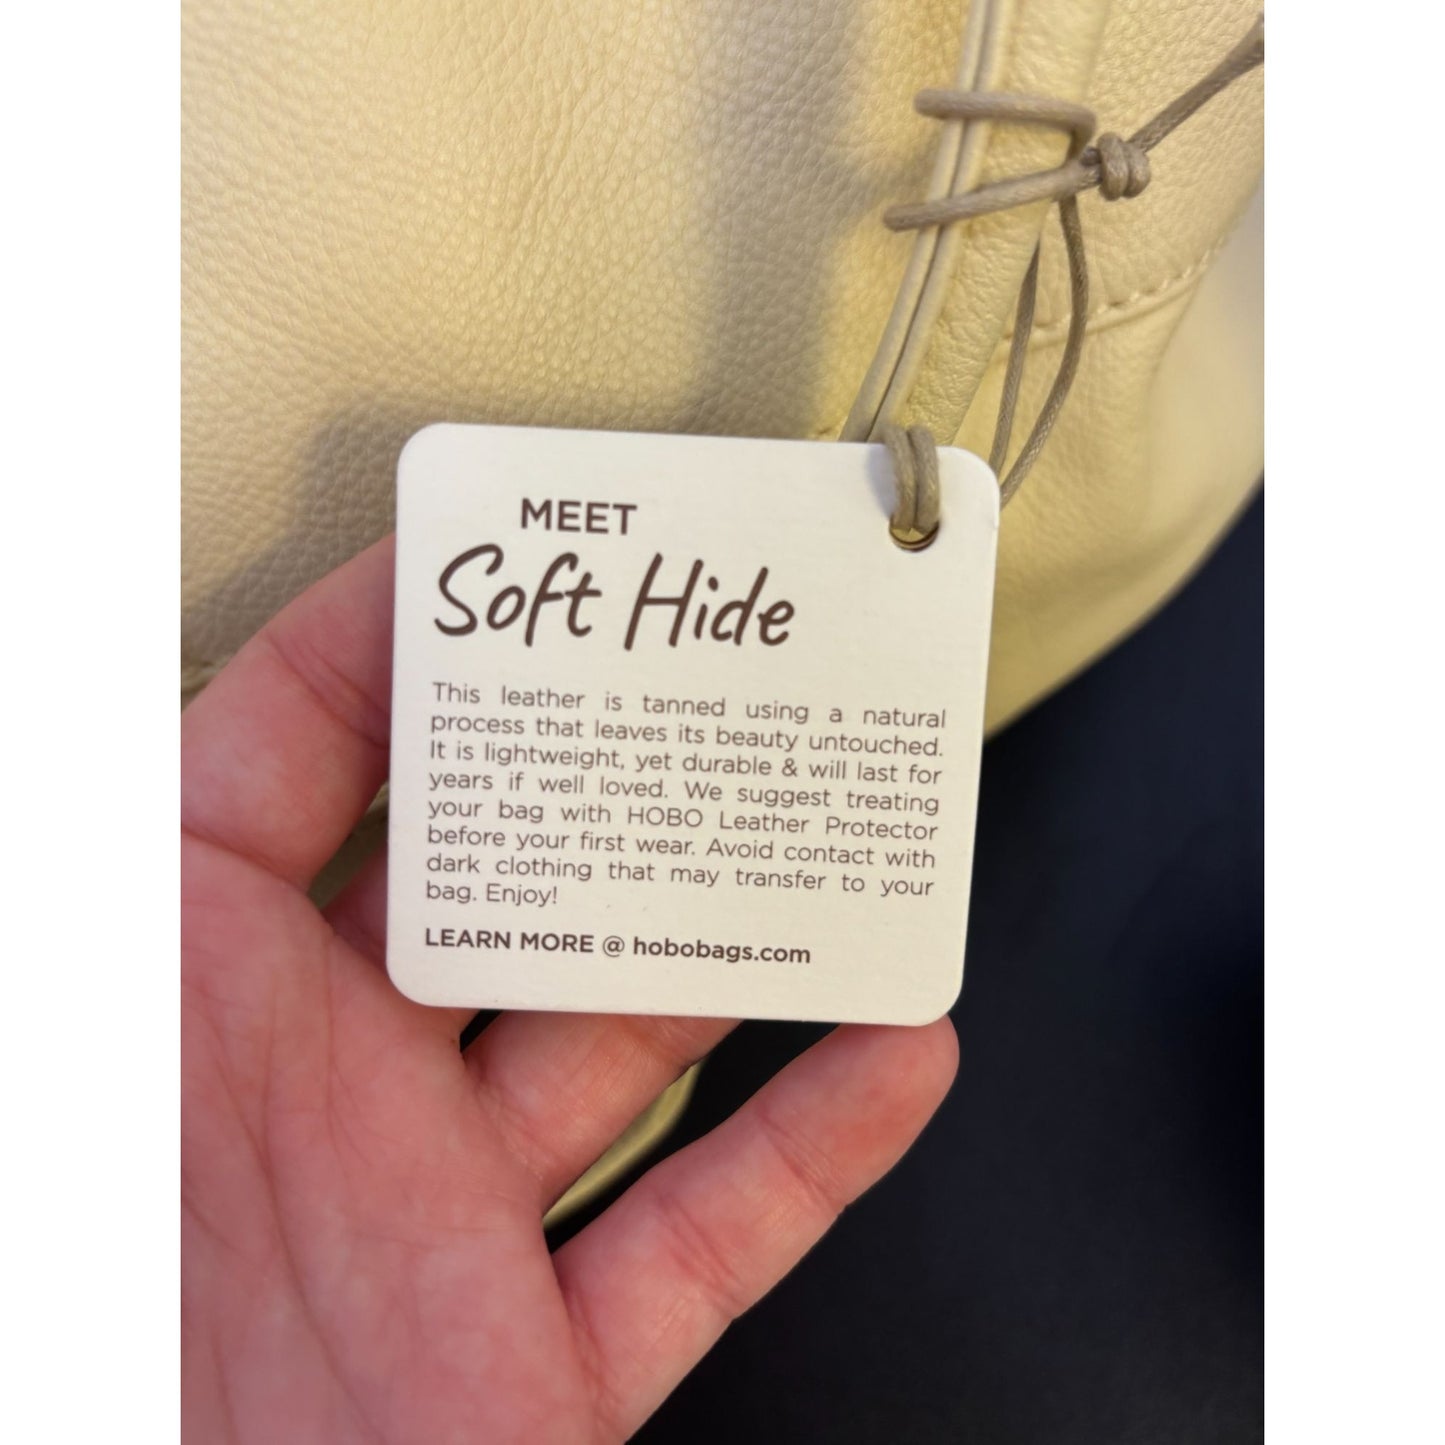 MEET
Soft Hide
This leather is tanned using a natural
process that leaves its beauty untouched.
It is lightweight, yet durable & will last for
years if well loved. We suggest treating
your bag with HOBO Leather Protector
before your first wear. Avoid contact with
dark clothing that may transfer to your
bag. Enjoy!
LEARN MORE @ hobobags.com